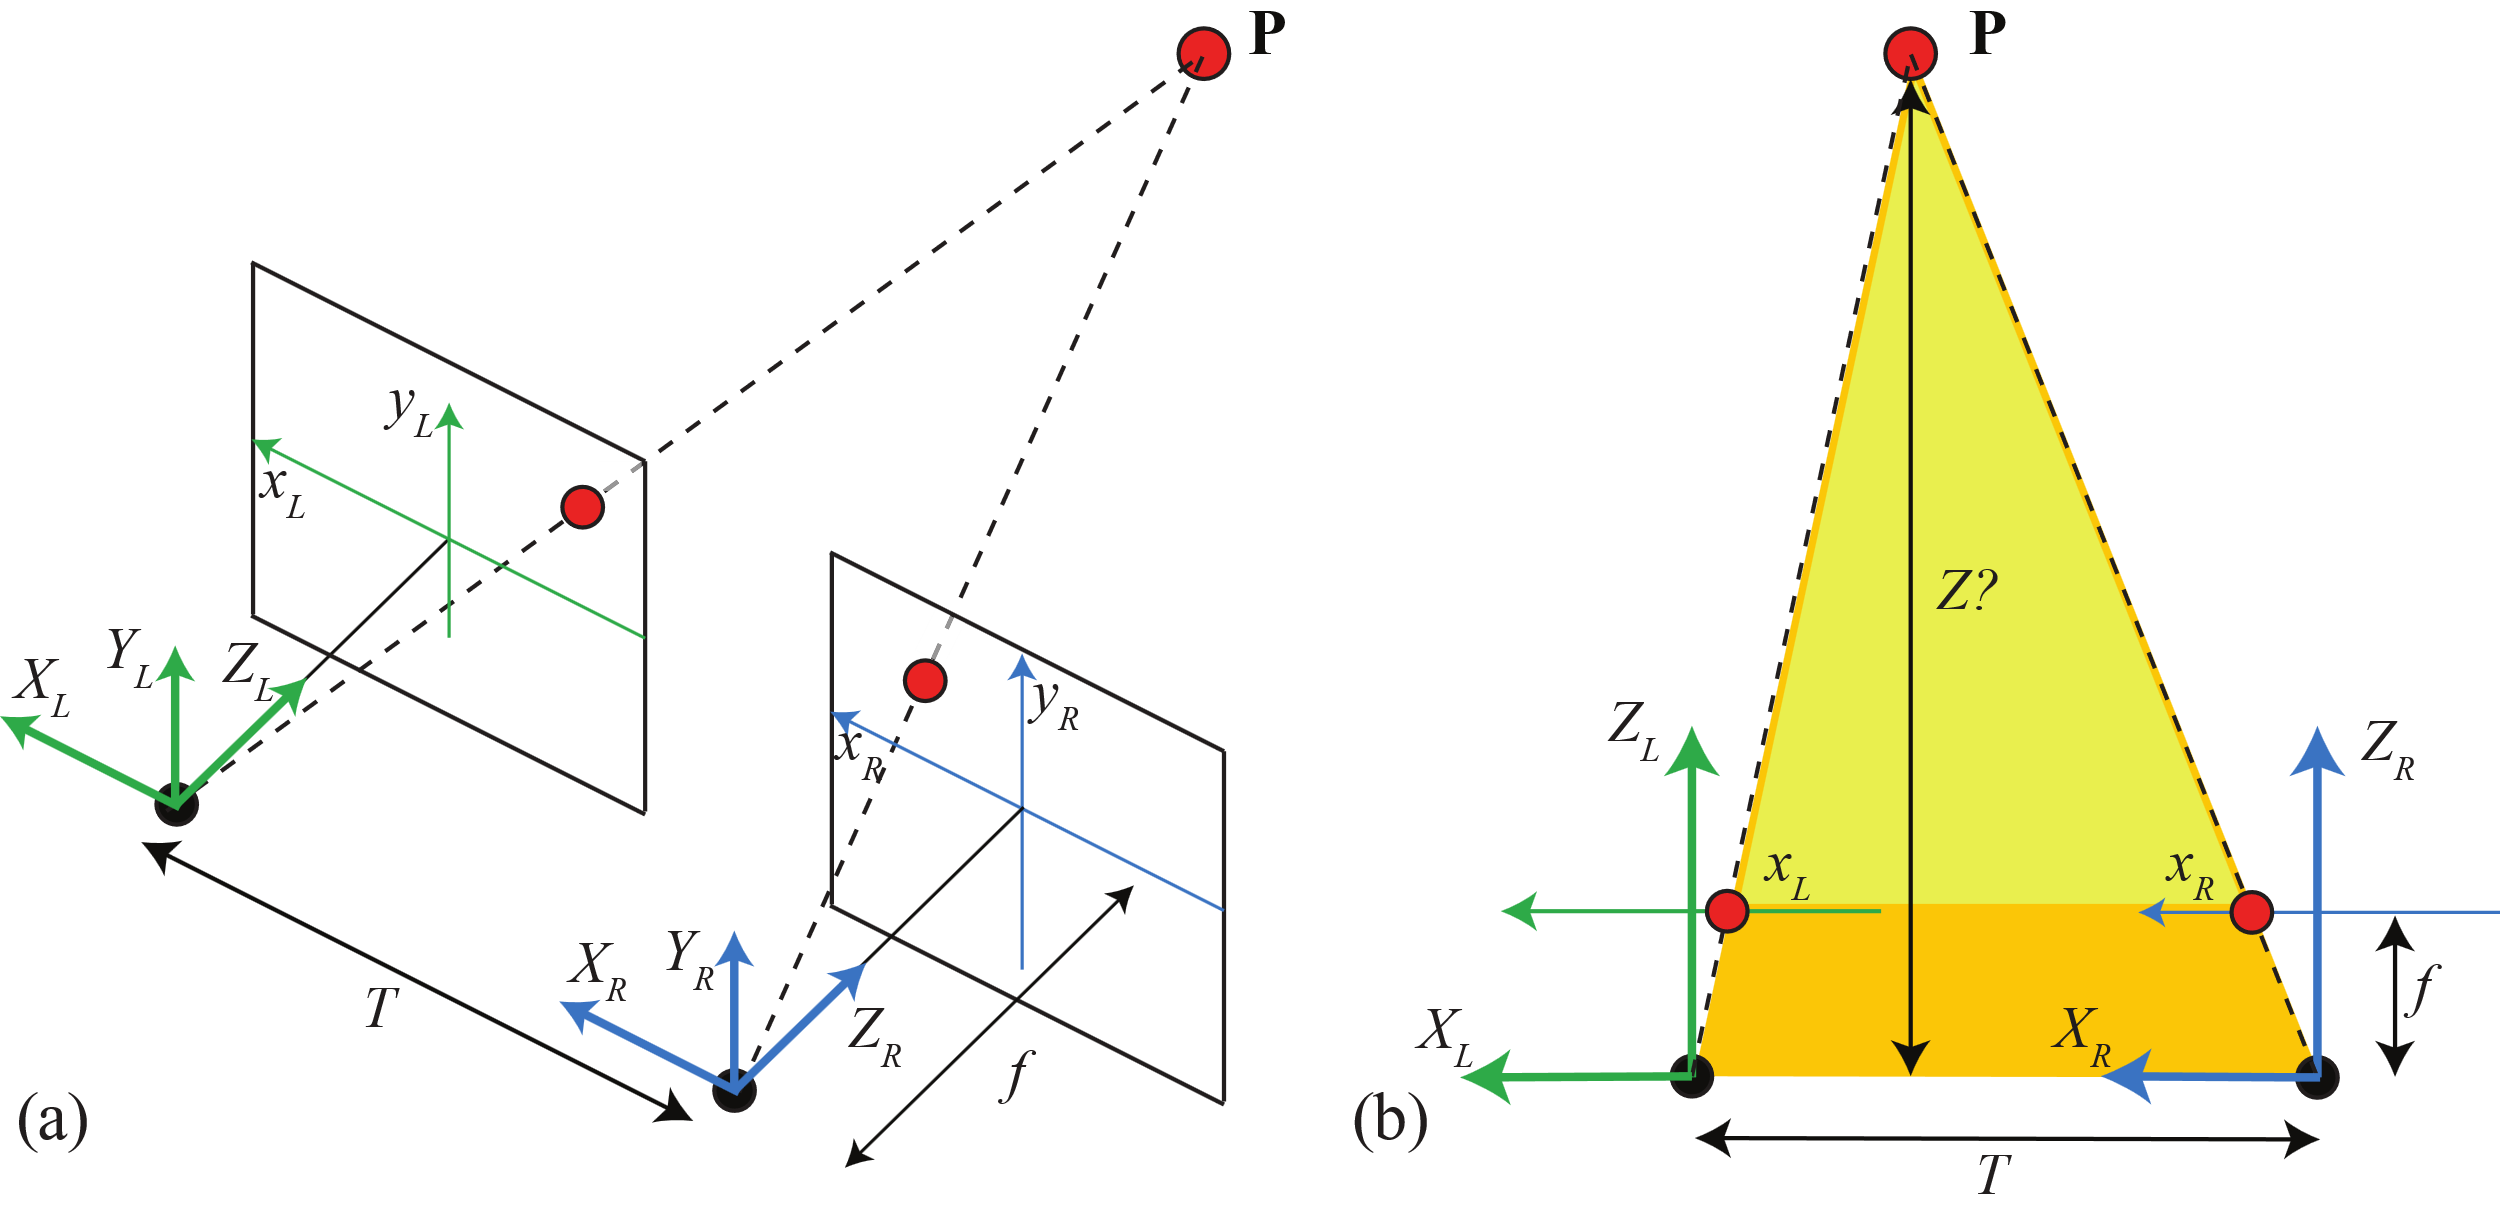 P
y_L
x_L
Y_L
Z_L
X_L
y_R
x_R
X_R
Y_R
Z_R
T
f
(a)
P
Z?
Z_L
Z_R
x_L
x_R
X_L
X_R
f
T
(b)